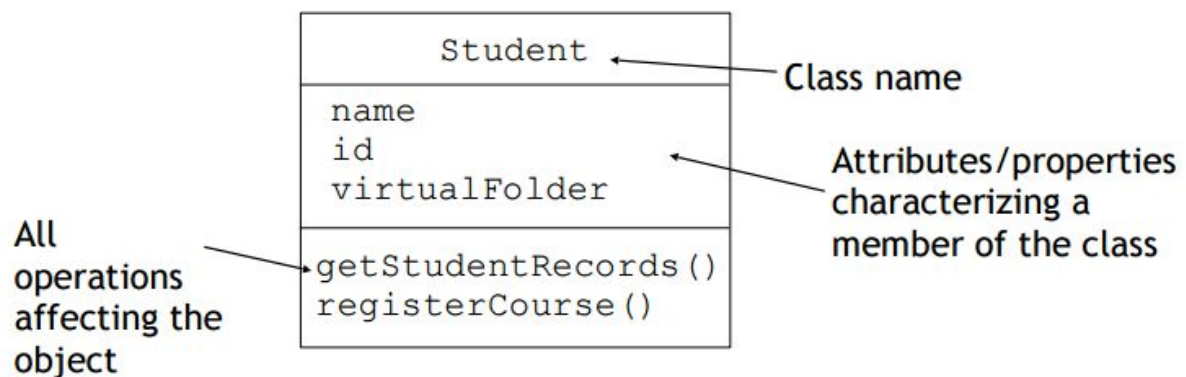 Student
Class name
name
id
virtualFolder
Attributes/properties
characterizing a
member of the class
All
operations
affecting the
object
getStudentRecords()
registerCourse()